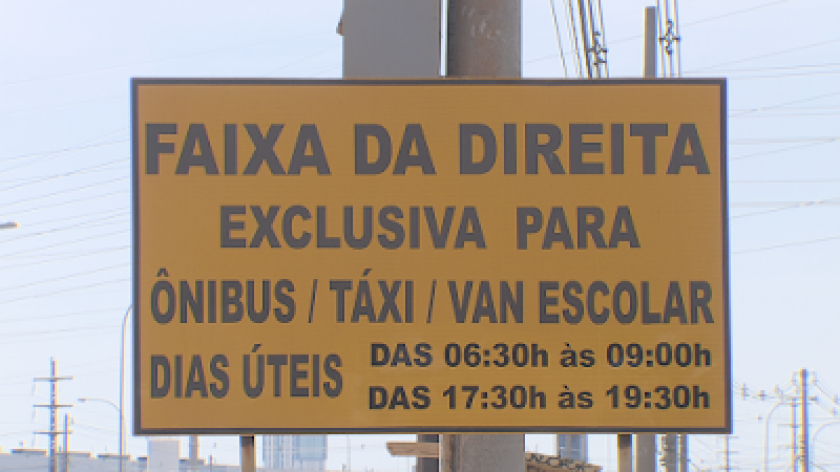 FAIXA DA DIREITA
EXCLUSIVA PARA
ÔNIBUS / TÁXI / VAN ESCOLAR
DIAS ÚTEIS
DAS 06:30h às 09:00h
DAS 17:30h às 19:30h